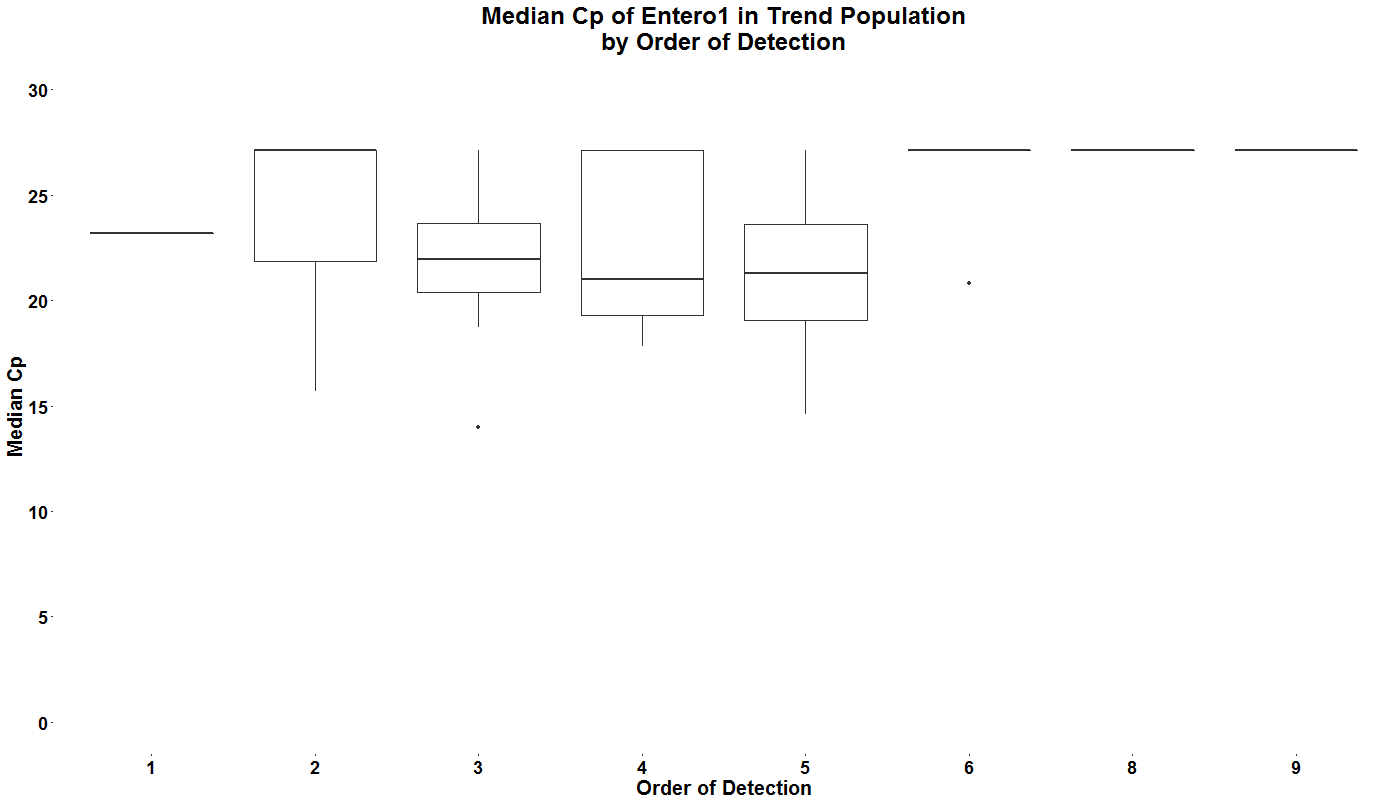 Median Cp of Entero1 in Trend Population
by Order of Detection
30
25
20
15
10
5
0
Median Cp
1 2 3 4 5 6 8 9
Order of Detection